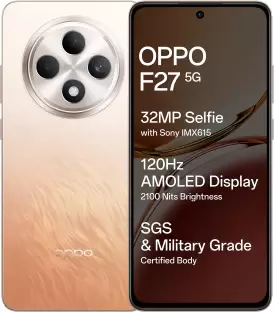 OPPO
F27 5G
32MP Selfie
with Sony IMX615
120Hz
AMOLED Display
2100 Nits Brightness
SGS
& Military Grade
Certified Body
OPPO